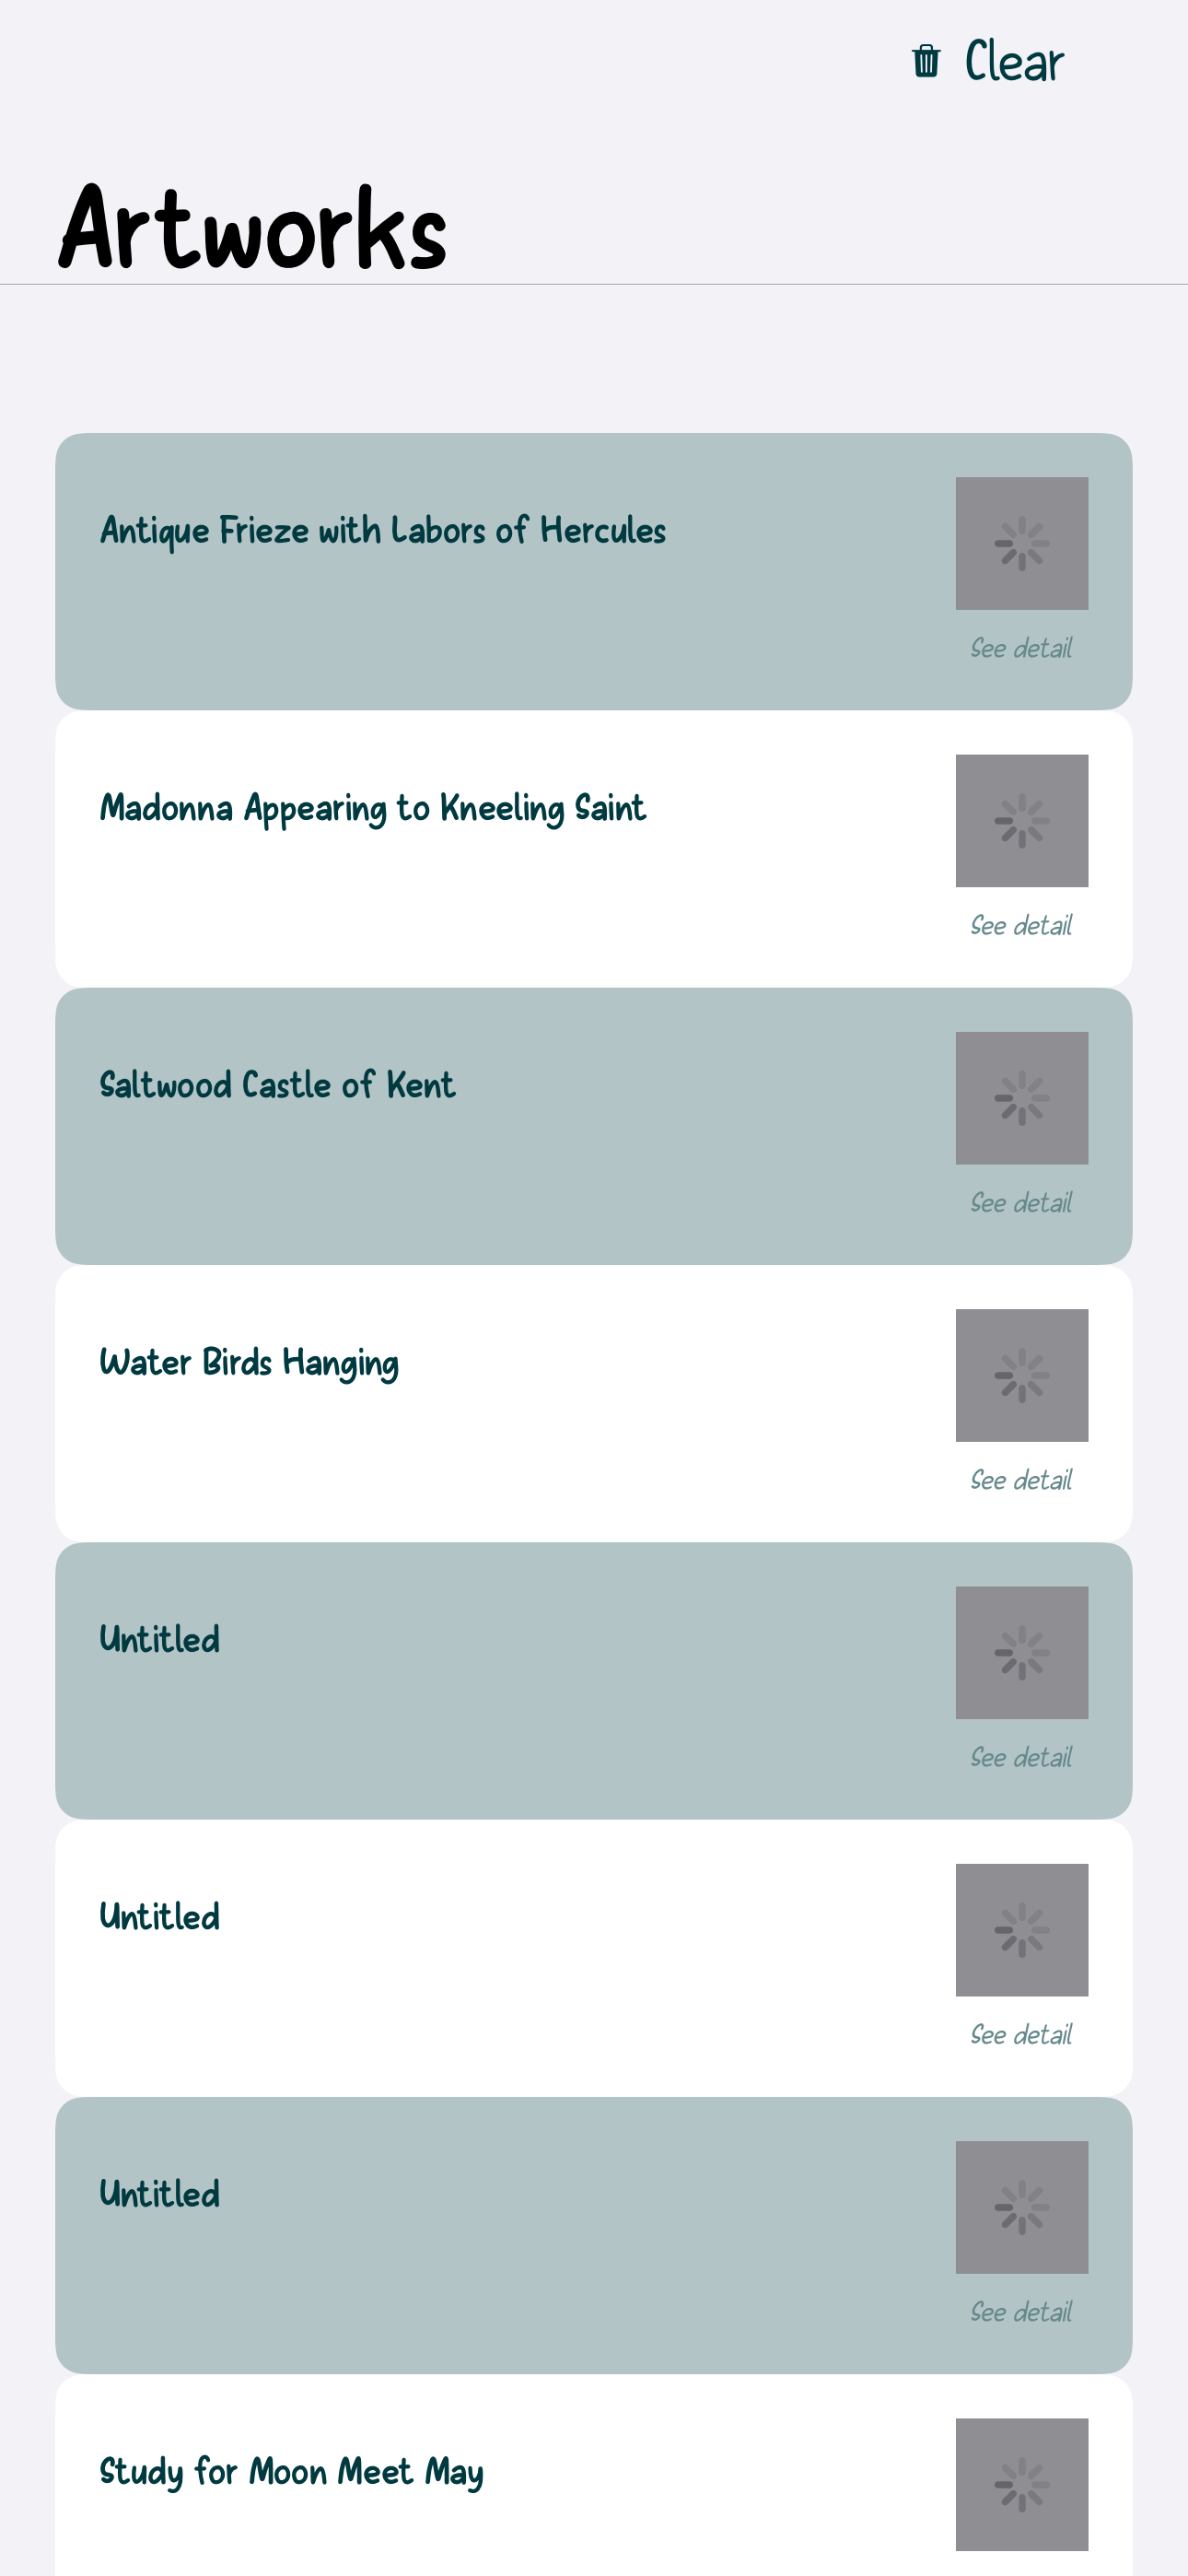 Clear
Artworks
Antique Frieze with Labors of Hercules
See detail
Madonna Appearing to Kneeling Saint
See detail
Saltwood Castle of Kent
See detail
Water Birds Hanging
See detail
Untitled
See detail
Untitled
See detail
Untitled
See detail
Study for Moon Meet May